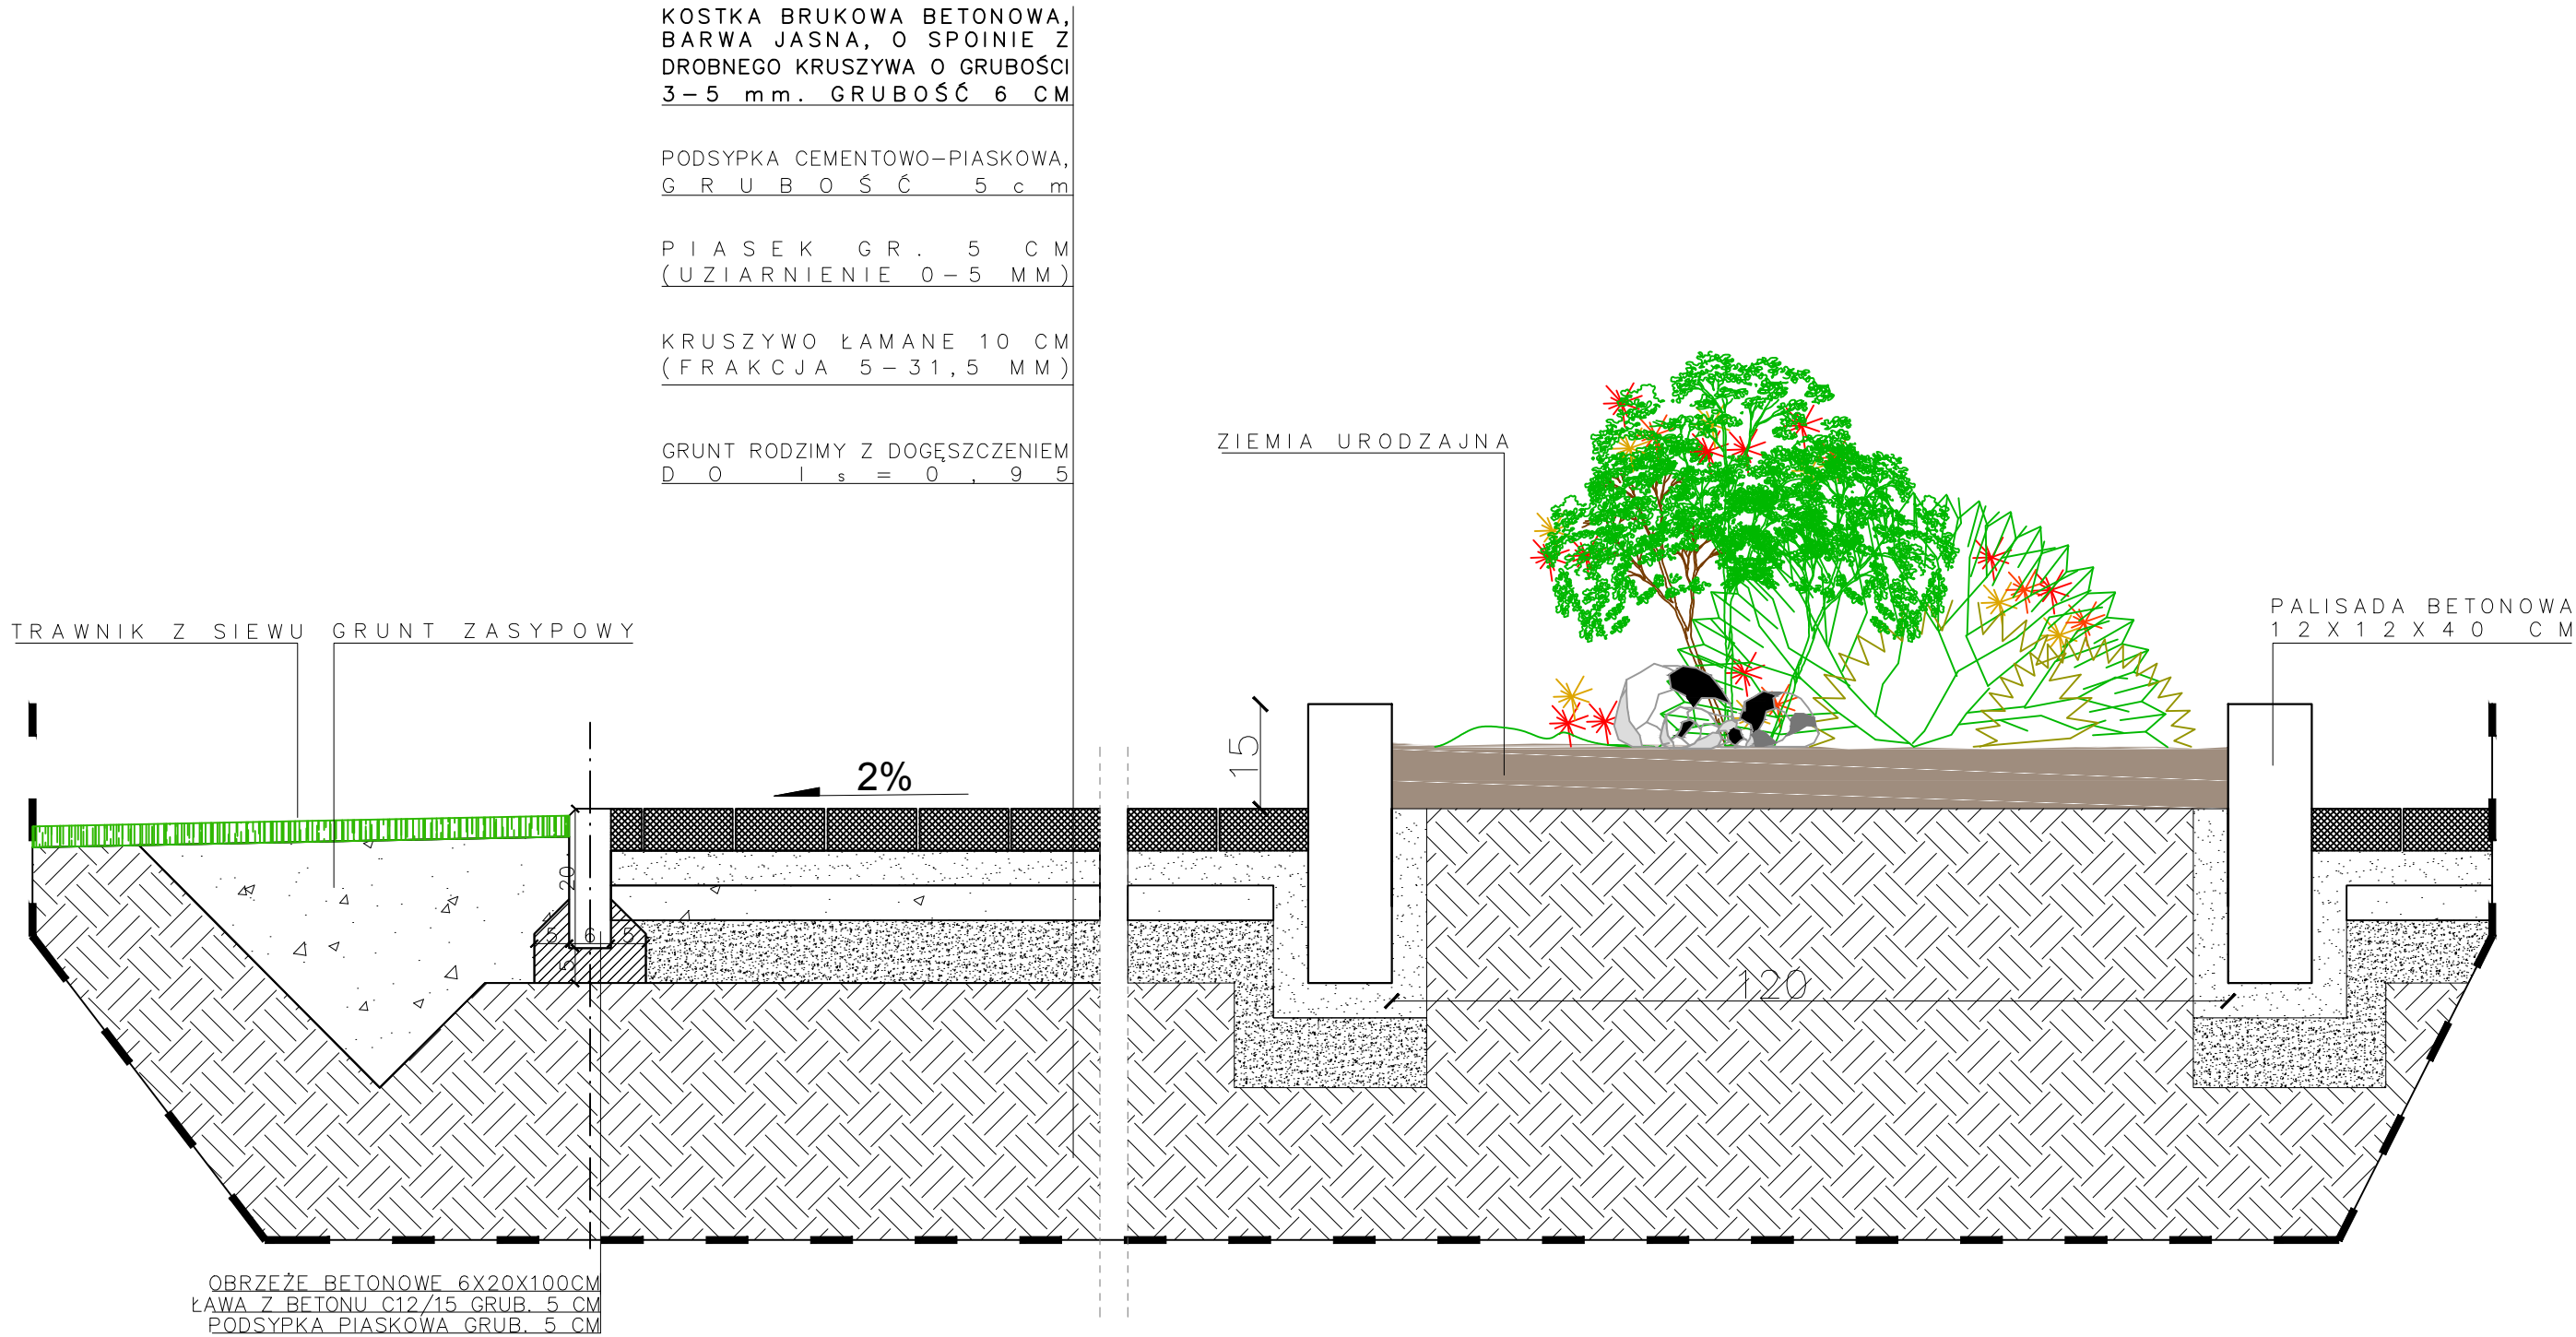 KOSTKA BRUKOWA BETONOWA,
BARWA JASNA, O SPOINIE Z
DROBNEGO KRUSZYWA O GRUBOŚCI
3-5 mm. GRUBOŚĆ 6 CM
PODSYPKA CEMENTOWO-PIASKOWA,
GRUBOŚĆ 5 cm
PIASEK GR. 5 CM
(UZIARNIENIE 0-5 MM)
KRUSZYWO ŁAMANE 10 CM
(FRAKCJA 5-31,5 MM)
GRUNT RODZIMY Z DOGĘSZCZENIEM
DO Is=0,95
ZIEMIA URODZAJNA
PALISADA BETONOWA
12X12X40 CM
TRAWNIK Z SIEWU
GRUNT ZASYPOWY
15
2%
20
5 6 5
5
120
OBRZEŻE BETONOWE 6X20X100CM
ŁAWA Z BETONU C12/15 GRUB. 5 CM
PODSYPKA PIASKOWA GRUB. 5 CM